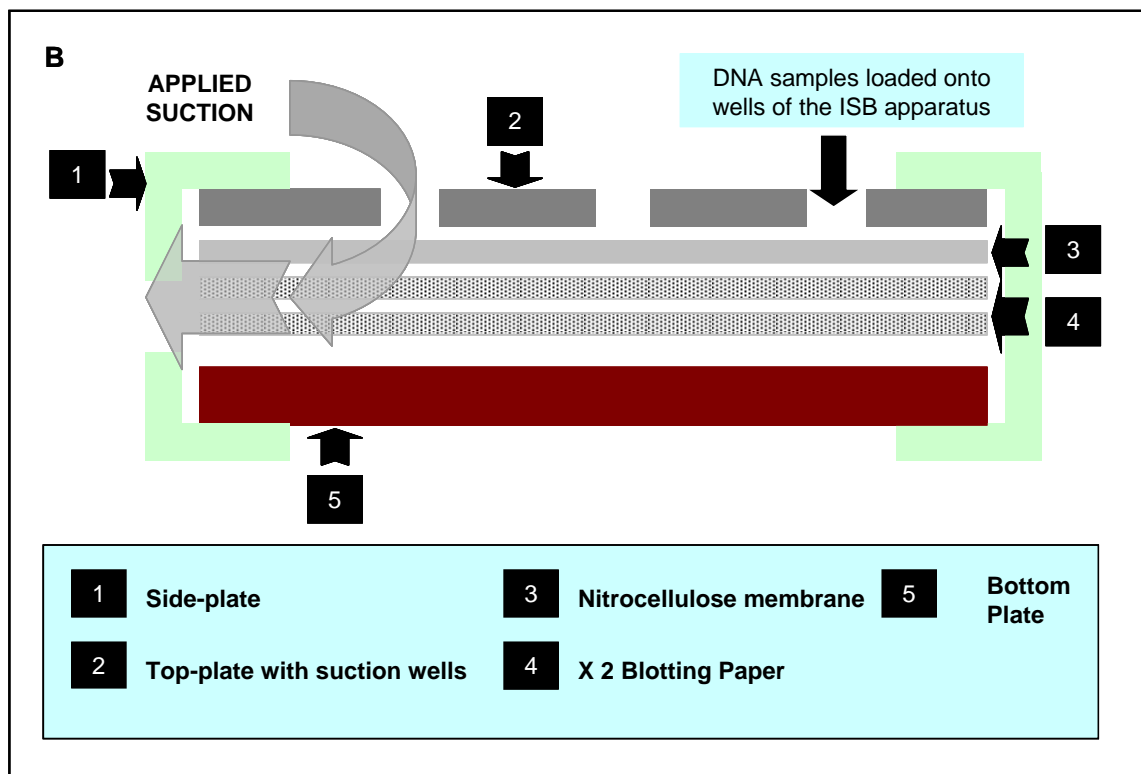 B
APPLIED
SUCTION
DNA samples loaded onto
wells of the ISB apparatus
2
1
3
4
5
1 Side-plate
3 Nitrocellulose membrane
5 Bottom
Plate
2 Top-plate with suction wells
4 X 2 Blotting Paper